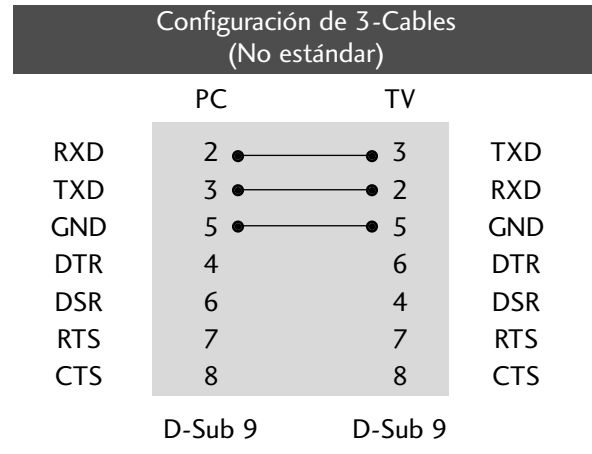 Configuración de 3-Cables
(No estándar)
PC TV
RXD 2 3 TXD
TXD 3 2 RXD
GND 5 5 GND
DTR 4 6 DTR
DSR 6 4 DSR
RTS 7 7 RTS
CTS 8 8 CTS
D-Sub 9 D-Sub 9